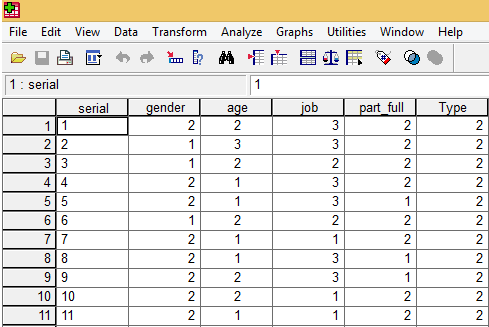 File Edit View Data Transform Analyze Graphs Utilities Window Help
1 : serial 1
serial gender age job part_full Type
1 1 2 2 3 2 2
2 2 1 3 3 2 2
3 3 1 2 2 2 2
4 4 2 1 3 2 2
5 5 2 1 3 1 2
6 6 1 2 2 2 2
7 7 2 1 1 2 2
8 8 2 1 3 1 2
9 9 2 2 3 1 2
10 10 2 2 1 2 2
11 11 2 1 1 2 2